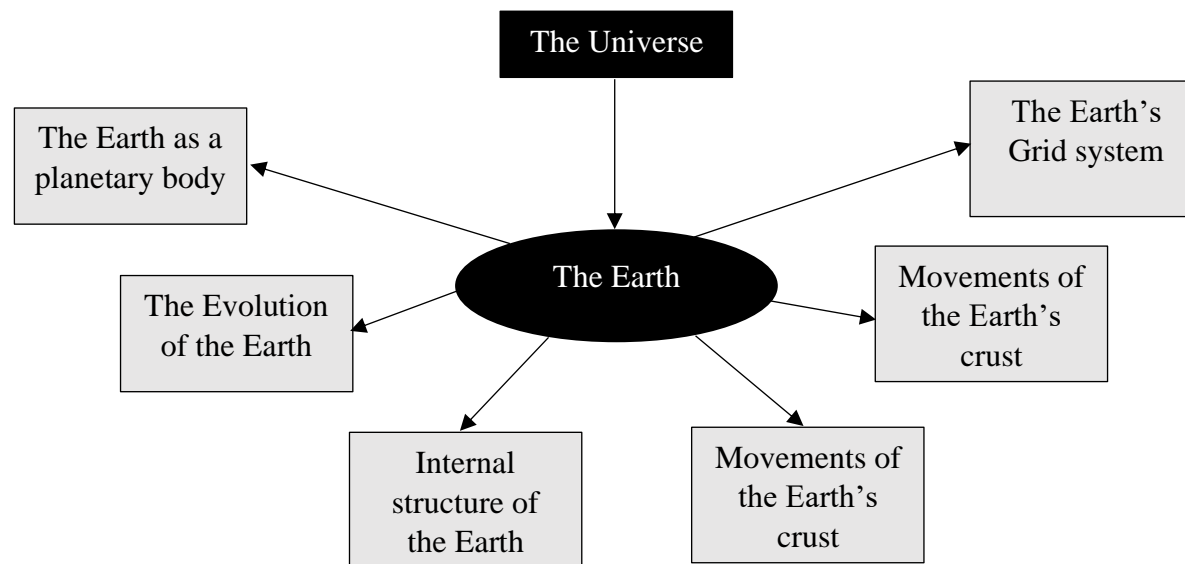 The Universe
The Earth as a
planetary body
The Earth’s
Grid system
The Earth
The Evolution
of the Earth
Movements of
the Earth’s
crust
Internal
structure of
the Earth
Movements of
the Earth’s
crust